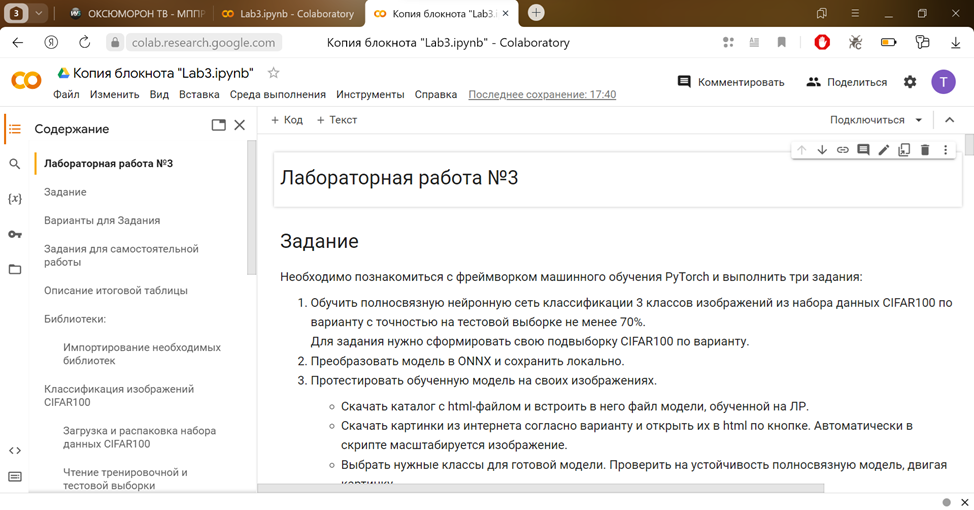 3
ОКСЮМОРОН ТВ - МППР
Lab3.ipynb - Colaboratory
Копия блокнота "Lab3.i
colab.research.google.com
Копия блокнота "Lab3.ipynb" - Colaboratory
Копия блокнота "Lab3.ipynb"
Комментировать
Поделиться
T
Файл Изменить Вид Вставка Среда выполнения Инструменты Справка Последнее сохранение: 17:40
Содержание
+ Код + Текст
Подключиться
Лабораторная работа №3
Задание
Варианты для Задания
Задания для самостоятельной
работы
Описание итоговой таблицы
Библиотеки:
Импортирование необходимых
библиотек
Классификация изображений
CIFAR100
Загрузка и распаковка набора
данных CIFAR100
Чтение тренировочной и
тестовой выборки
{x}
Лабораторная работа №3
Задание
Необходимо познакомиться с фреймворком машинного обучения PyTorch и выполнить три задания:
1. Обучить полносвязную нейронную сеть классификации 3 классов изображений из набора данных CIFAR100 по
варианту с точностью на тестовой выборке не менее 70%.
Для задания нужно сформировать свою подвыборку CIFAR100 по варианту.
2. Преобразовать модель в ONNX и сохранить локально.
3. Протестировать обученную модель на своих изображениях.
Скачать каталог с html-файлом и встроить в него файл модели, обученной на ЛР.
Скачать картинки из интернета согласно варианту и открыть их в html по кнопке. Автоматически в
скрипте масштабируется изображение.
Выбрать нужные классы для готовой модели. Проверить на устойчивость полносвязную модель, двигая
картинку.